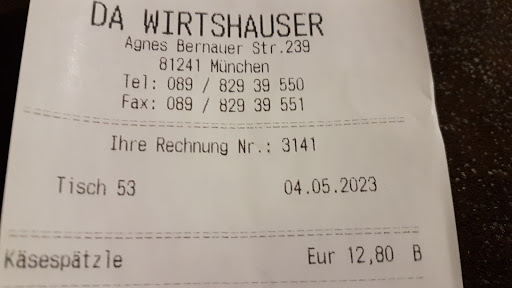 DA WIRTSHAUSER
Agnes Bernauer Str.239
81241 München
Tel: 089 / 829 39 550
Fax: 089 / 829 39 551
Ihre Rechnung Nr.: 3141
Tisch 53 04.05.2023
Käsespätzle Eur 12,80 B